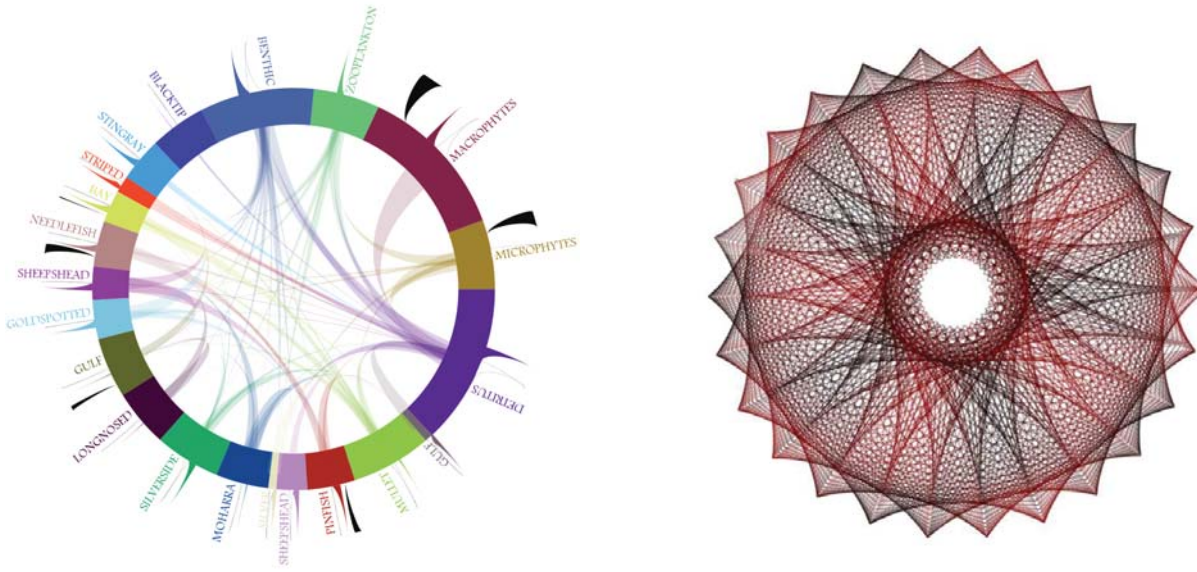 BENTHIC
ZOOPLANKTON
MACROPHYTES
MICROPHYTES
DETRITUS
GULF
MULLET
PINFISH
SHEEPSHEAD
MOHARRA
SILVERSIDE
LONGNOSED
GULF
GOLDSPOTTED
SHEEPSHEAD
NEEDLEFISH
BAY
STRIPED
STINGRAY
BLACKTIP